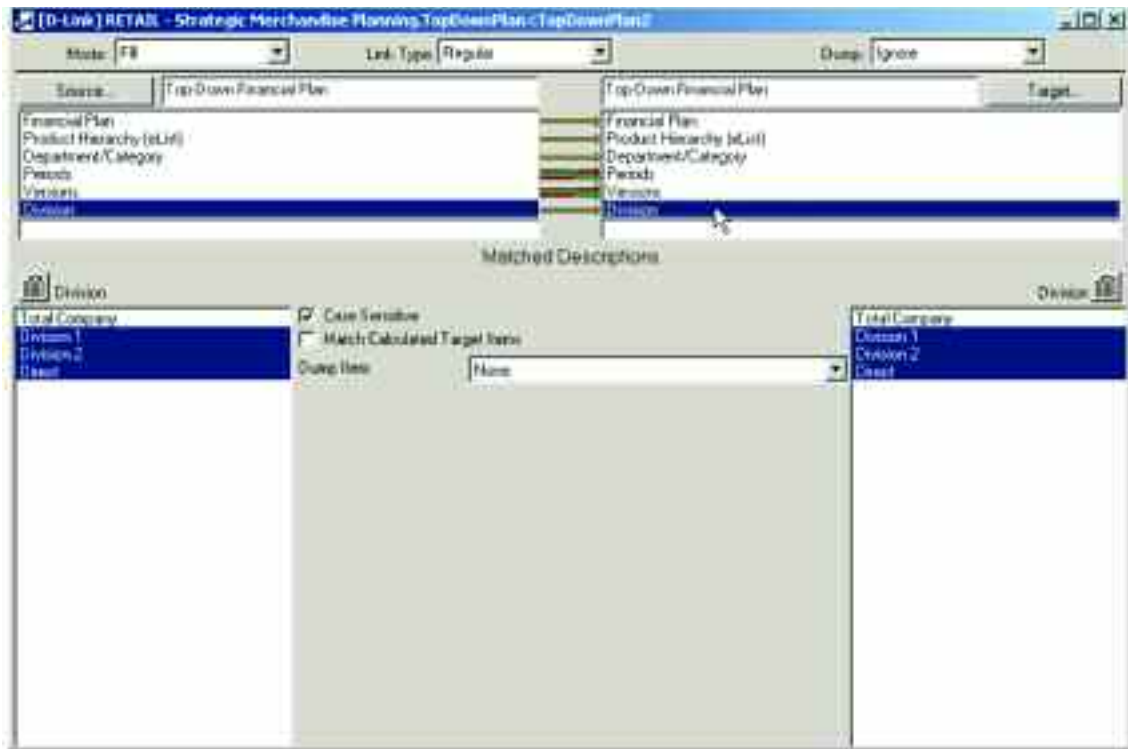 [D-Link] RETAIL - Strategic Merchandise Planning.TopDownPlan<TopDownPlan2
Mode: Fill Link Type: Regular Dump: Ignore
Source... Top-Down Financial Plan Top-Down Financial Plan Target...
Financial Plan Financial Plan
Product Hierarchy (eList) Product Hierarchy (eList)
Department/Category Department/Category
Periods Periods
Versions Versions
Division Division
Matched Descriptions
Division Division
Total Company Case Sensitive Total Company
Division 1 Match Calculated Target Items Division 1
Division 2 Division 2
Direct Dump Item None Direct